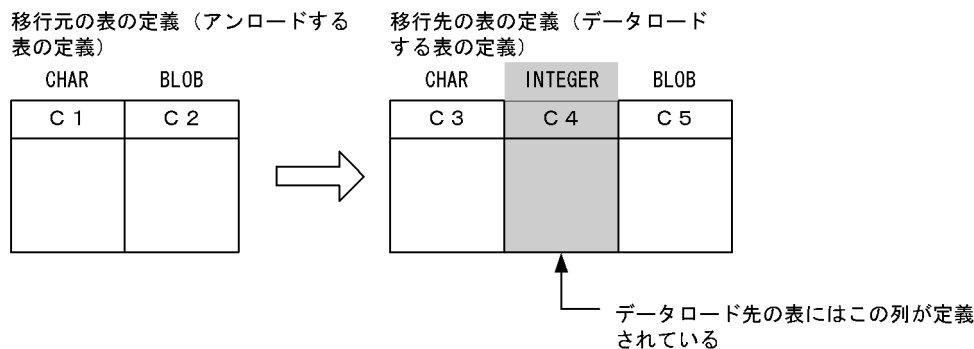 移行元の表の定義（アンロードする
表の定義）
移行先の表の定義（データロード
する表の定義）
CHAR BLOB
CHAR INTEGER BLOB
Ｃ１ Ｃ２
Ｃ３ Ｃ４ Ｃ５
データロード先の表にはこの列が定義
されている